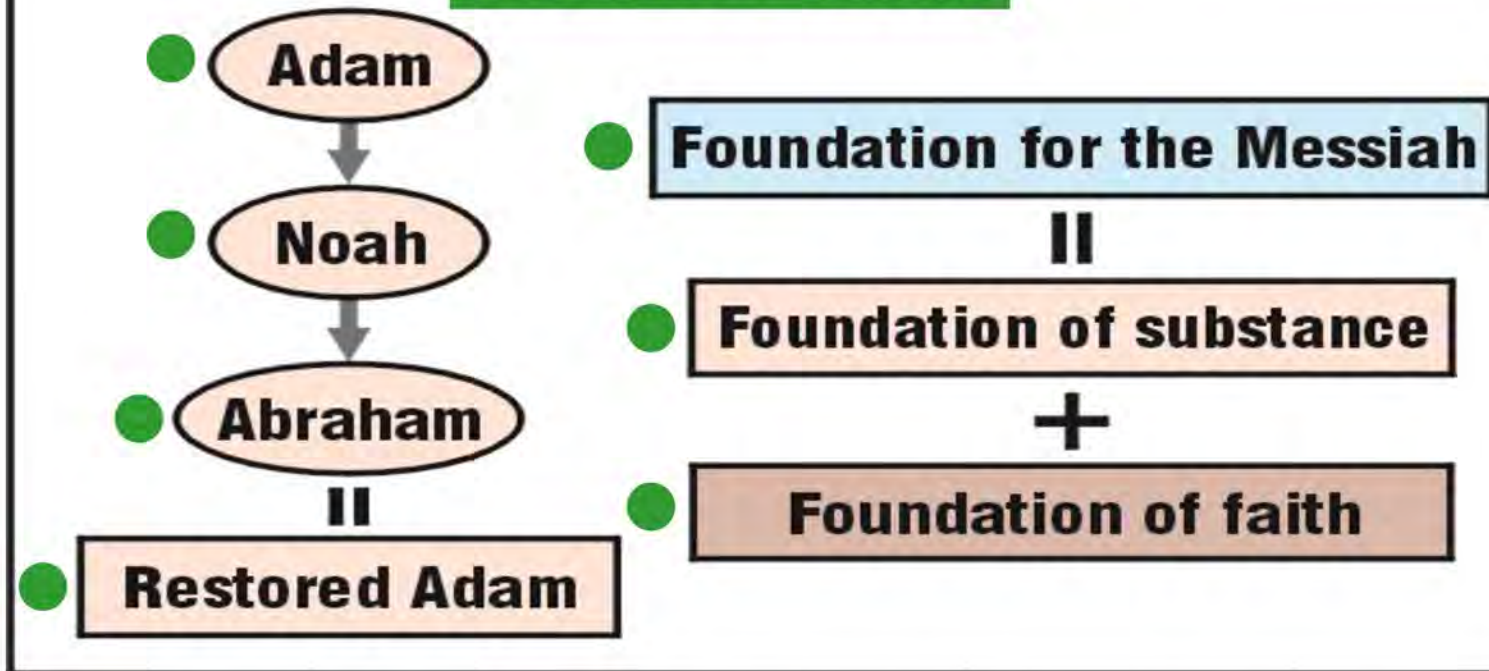 Adam
Noah
Abraham
=
Restored Adam
Foundation for the Messiah
=
Foundation of substance
+
Foundation of faith